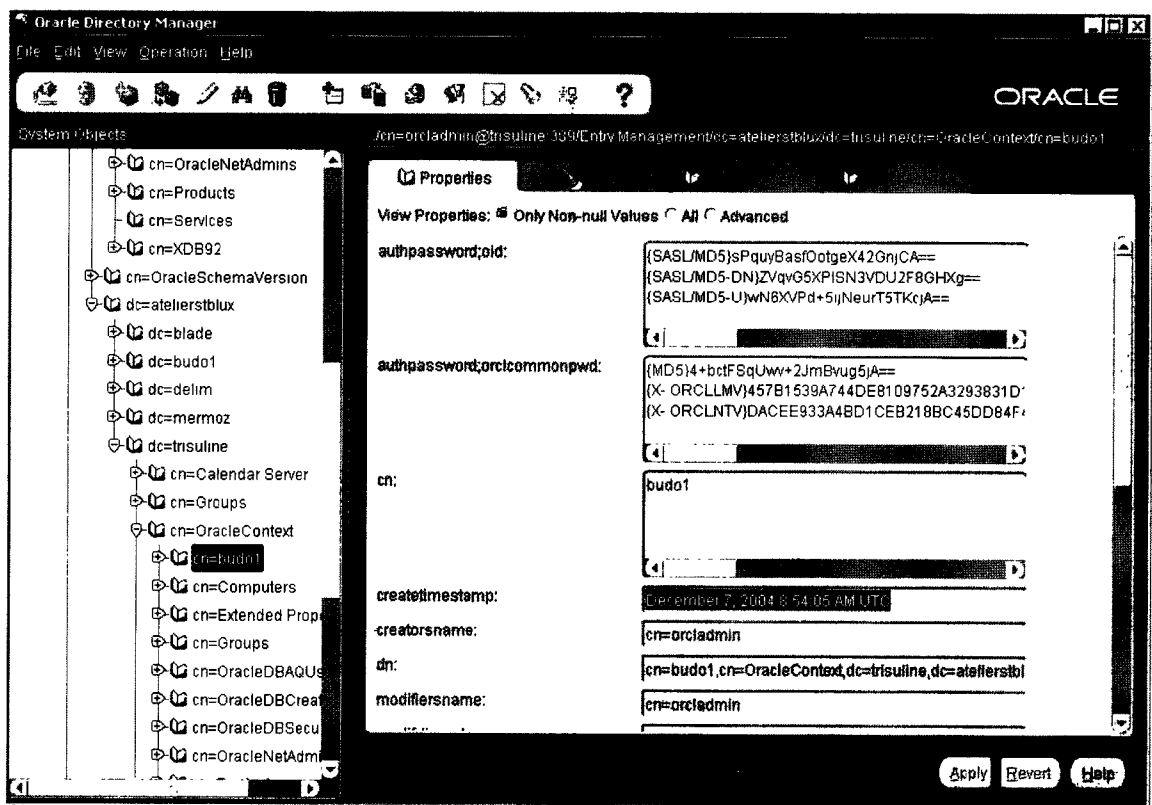 Oracle Directory Manager
File Edit View Operation Help
ORACLE
System Objects
/cn=orcladmin@trisuline:389/Entry Management/dc=atelierstblux/dc=trisuline/cn=OracleContext/cn=budo1
cn=OracleNetAdmins
cn=Products
cn=Services
cn=XDB92
cn=OracleSchemaVersion
dc=atelierstblux
dc=blade
dc=budo1
dc=delim
dc=mermoz
dc=trisuline
cn=Calendar Server
cn=Groups
cn=OracleContext
cn=budo1
cn=Computers
cn=Extended Prope
cn=Groups
cn=OracleDBAQUs
cn=OracleDBCreat
cn=OracleDBSecu
cn=OracleNetAdmi
Properties
View Properties: Only Non-null Values All Advanced
authpassword;oid:
{SASL/MD5}sPquyBasfOotgeX42GnjCA==
{SASL/MD5-DN}ZVqvG5XPISN3VDU2F8GHXg==
{SASL/MD5-U}wN6XVPd+5ijNeurT5TKcjA==
authpassword;orclcommonpwd:
{MD5}4+bctFSqUwv+2JmBvug5jA==
{X- ORCLLMV}457B1539A744DE8109752A3293831D1
{X- ORCLNTV}DACEE933A4BD1CEB218BC45DD84F4
cn:
budo1
createtimestamp:
December 7, 2004 8:54:05 AM UTC
creatorsname:
cn=orcladmin
dn:
cn=budo1,cn=OracleContext,dc=trisuline,dc=atelierstbl
modifiersname:
cn=orcladmin
Apply Revert Help